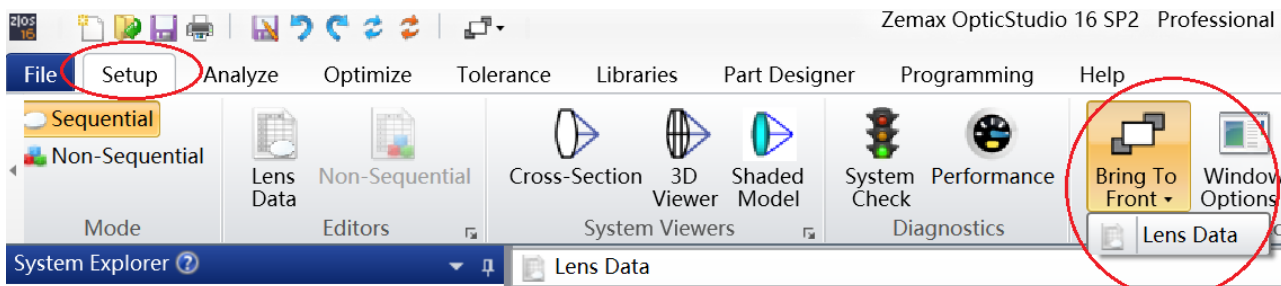 z|os
16
Zemax OpticStudio 16 SP2 Professional
File Setup Analyze Optimize Tolerance Libraries Part Designer Programming Help
Sequential
Non-Sequential
Lens Data
Non-Sequential
Cross-Section
3D Viewer
Shaded Model
System Check
Performance
Bring To Front
Window Options
Mode
Editors
System Viewers
Diagnostics
Lens Data
System Explorer
Lens Data